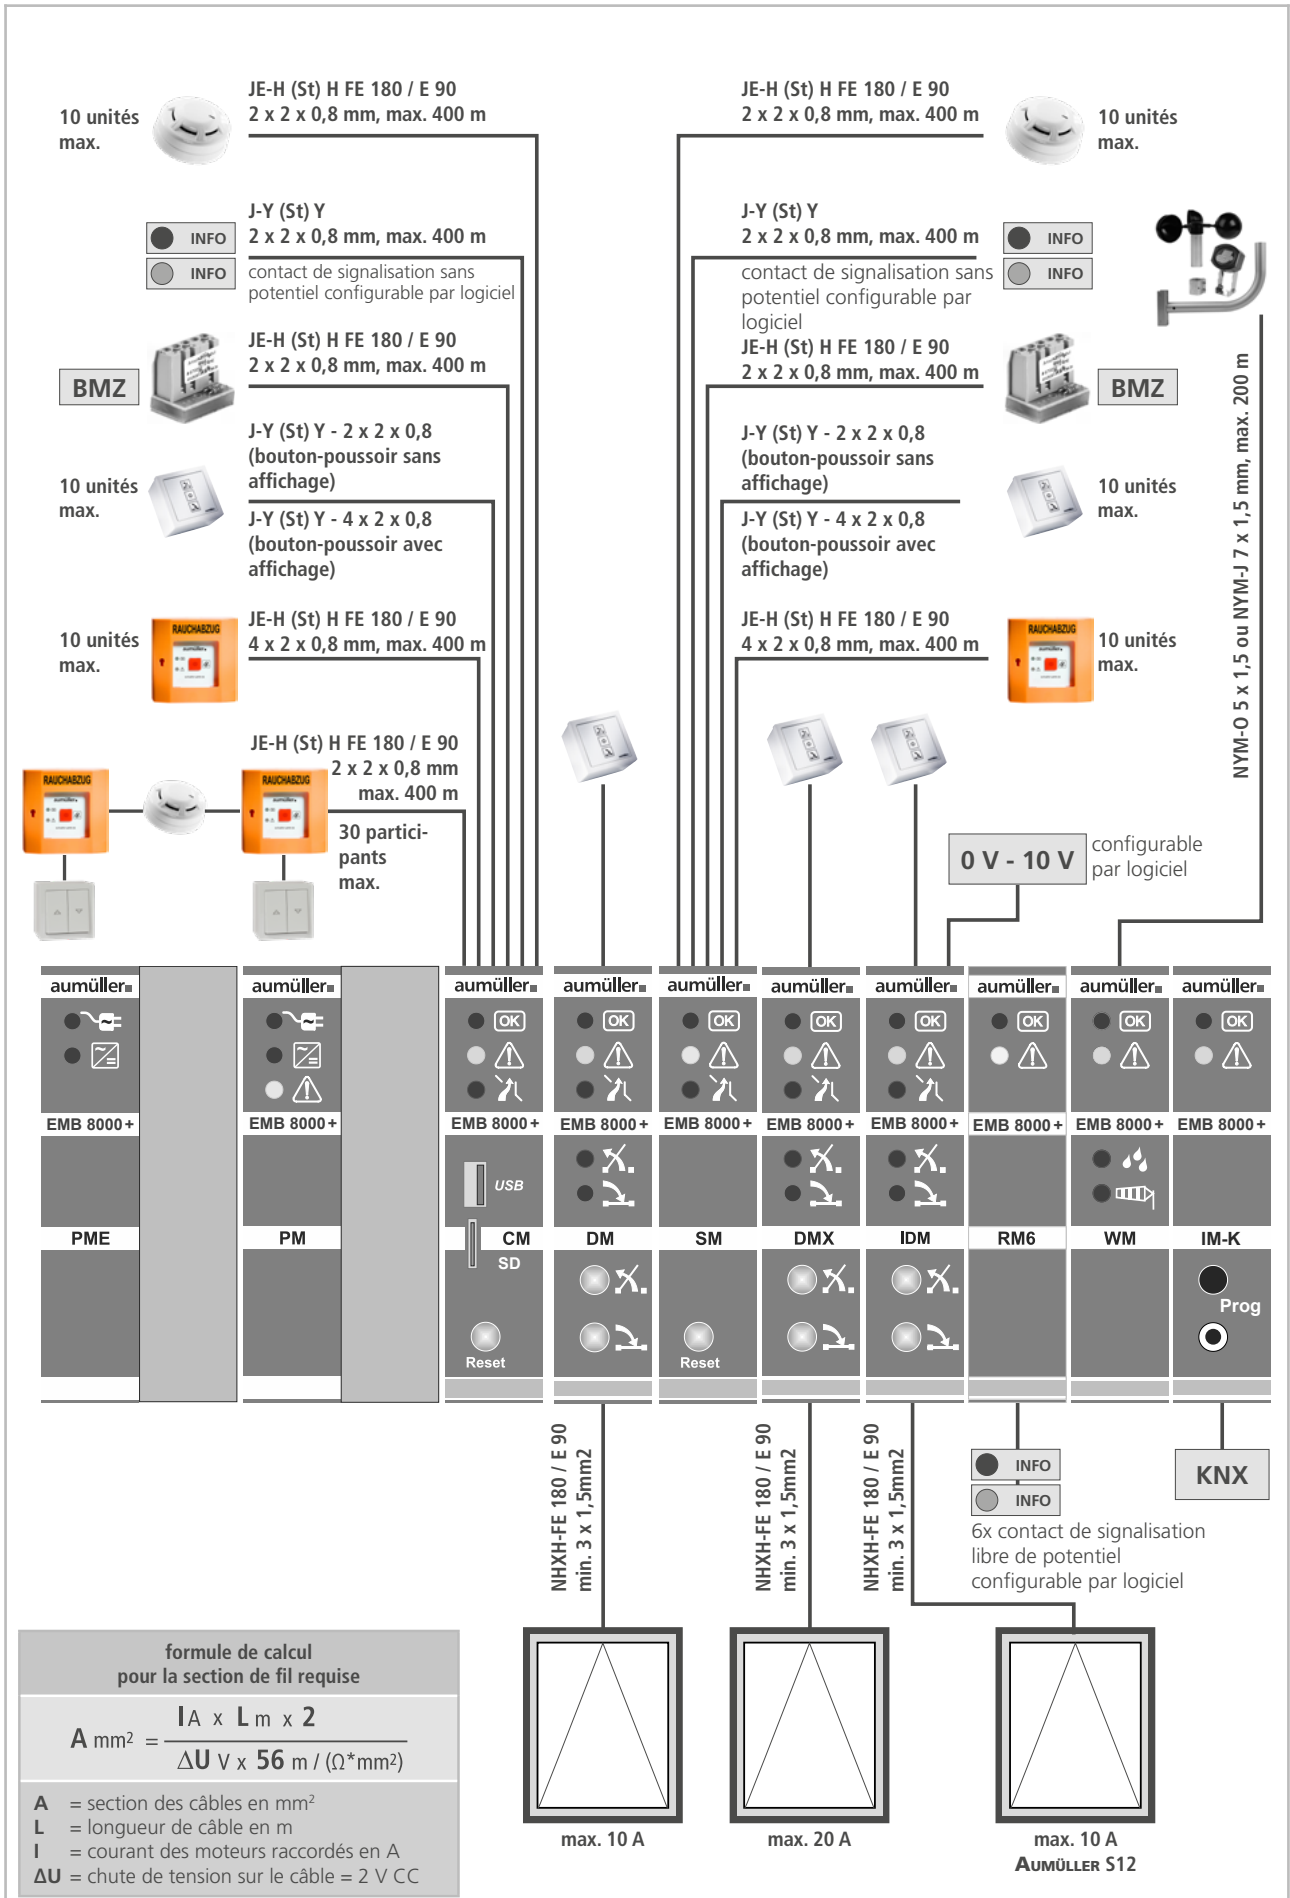 JE-H (St) H FE 180 / E 90
2 x 2 x 0,8 mm, max. 400 m
10 unités
max.
J-Y (St) Y
2 x 2 x 0,8 mm, max. 400 m
INFO
INFO
contact de signalisation sans
potentiel configurable par logiciel
JE-H (St) H FE 180 / E 90
2 x 2 x 0,8 mm, max. 400 m
BMZ
J-Y (St) Y - 2 x 2 x 0,8
(bouton-poussoir sans
affichage)
10 unités
max.
J-Y (St) Y - 4 x 2 x 0,8
(bouton-poussoir avec
affichage)
JE-H (St) H FE 180 / E 90
4 x 2 x 0,8 mm, max. 400 m
10 unités
max.
RAUCHABZUG
aumüller
JE-H (St) H FE 180 / E 90
2 x 2 x 0,8 mm
max. 400 m
RAUCHABZUG
aumüller
RAUCHABZUG
aumüller
30 partici-
pants
max.
JE-H (St) H FE 180 / E 90
2 x 2 x 0,8 mm, max. 400 m
10 unités
max.
J-Y (St) Y
2 x 2 x 0,8 mm, max. 400 m
INFO
INFO
contact de signalisation sans
potentiel configurable par
logiciel
JE-H (St) H FE 180 / E 90
2 x 2 x 0,8 mm, max. 400 m
BMZ
J-Y (St) Y - 2 x 2 x 0,8
(bouton-poussoir sans
affichage)
10 unités
max.
J-Y (St) Y - 4 x 2 x 0,8
(bouton-poussoir avec
affichage)
JE-H (St) H FE 180 / E 90
4 x 2 x 0,8 mm, max. 400 m
RAUCHABZUG
aumüller
10 unités
max.
NYM-O 5 x 1,5 ou NYM-J 7 x 1,5 mm, max. 200 m
0 V - 10 V
configurable
par logiciel
aumüller
EMB 8000+
PME
aumüller
EMB 8000+
PM
aumüller
OK
EMB 8000+
USB
CM
SD
Reset
aumüller
OK
EMB 8000+
DM
aumüller
OK
EMB 8000+
SM
Reset
aumüller
OK
EMB 8000+
DMX
aumüller
OK
EMB 8000+
IDM
aumüller
OK
EMB 8000+
RM6
aumüller
OK
EMB 8000+
WM
aumüller
OK
EMB 8000+
IM-K
Prog
NHXH-FE 180 / E 90
min. 3 x 1,5mm2
NHXH-FE 180 / E 90
min. 3 x 1,5mm2
NHXH-FE 180 / E 90
min. 3 x 1,5mm2
INFO
INFO
6x contact de signalisation
libre de potentiel
configurable par logiciel
KNX
max. 10 A
max. 20 A
max. 10 A
AUMÜLLER S12
formule de calcul
pour la section de fil requise
A mm² = I A x L m x 2
ΔU V x 56 m / (Ω*mm²)
A = section des câbles en mm²
L = longueur de câble en m
I = courant des moteurs raccordés en A
ΔU = chute de tension sur le câble = 2 V CC